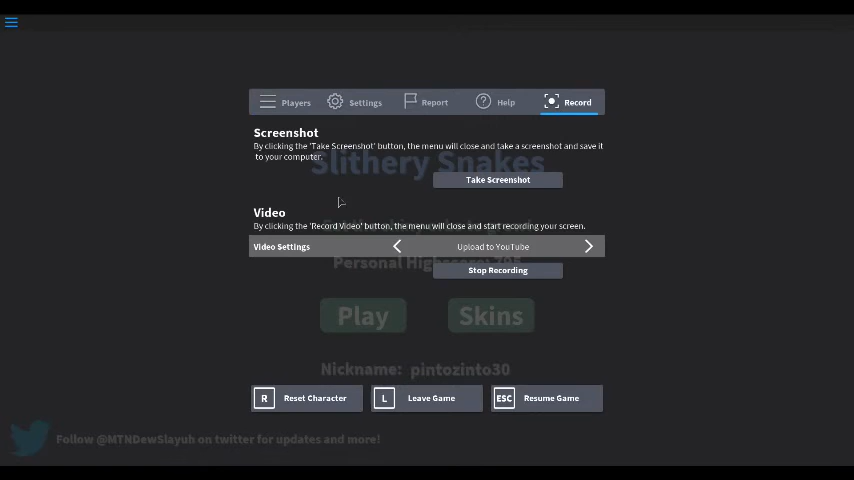 Players
Settings
Report
Help
Record
Screenshot
By clicking the 'Take Screenshot' button, the menu will close and take a screenshot and save it
to your computer.
Slithery Snakes
Take Screenshot
Video
By clicking the 'Record Video' button, the menu will close and start recording your screen.
Video Settings
Upload to YouTube
Personal Highscore: 795
Stop Recording
Play
Skins
Nickname: pintozinto30
R Reset Character
L Leave Game
ESC Resume Game
Follow @MTNDewSlayuh on twitter for updates and more!